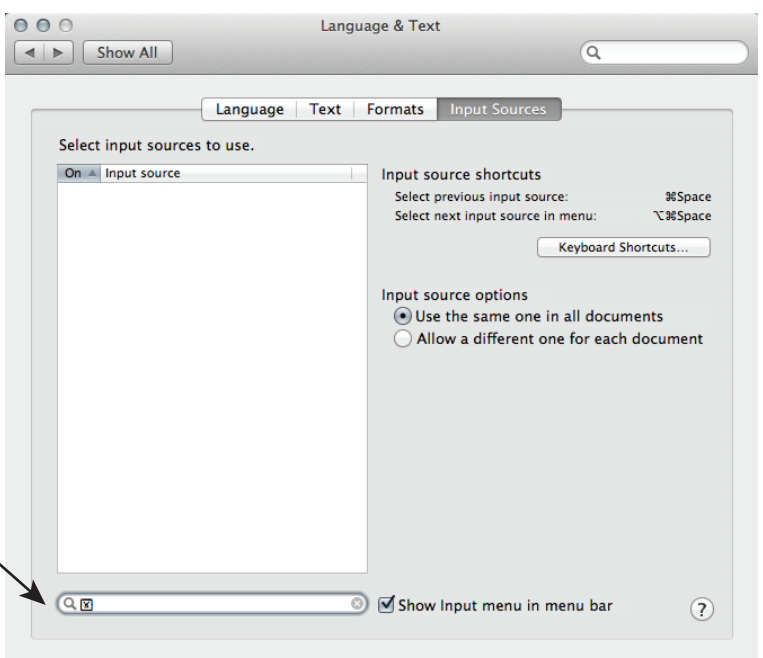 Language & Text
Show All
Language Text Formats Input Sources
Select input sources to use.
On Input source
Input source shortcuts
Select previous input source: ⌘Space
Select next input source in menu: ⌥⌘Space
Keyboard Shortcuts...
Input source options
Use the same one in all documents
Allow a different one for each document
Show Input menu in menu bar
?